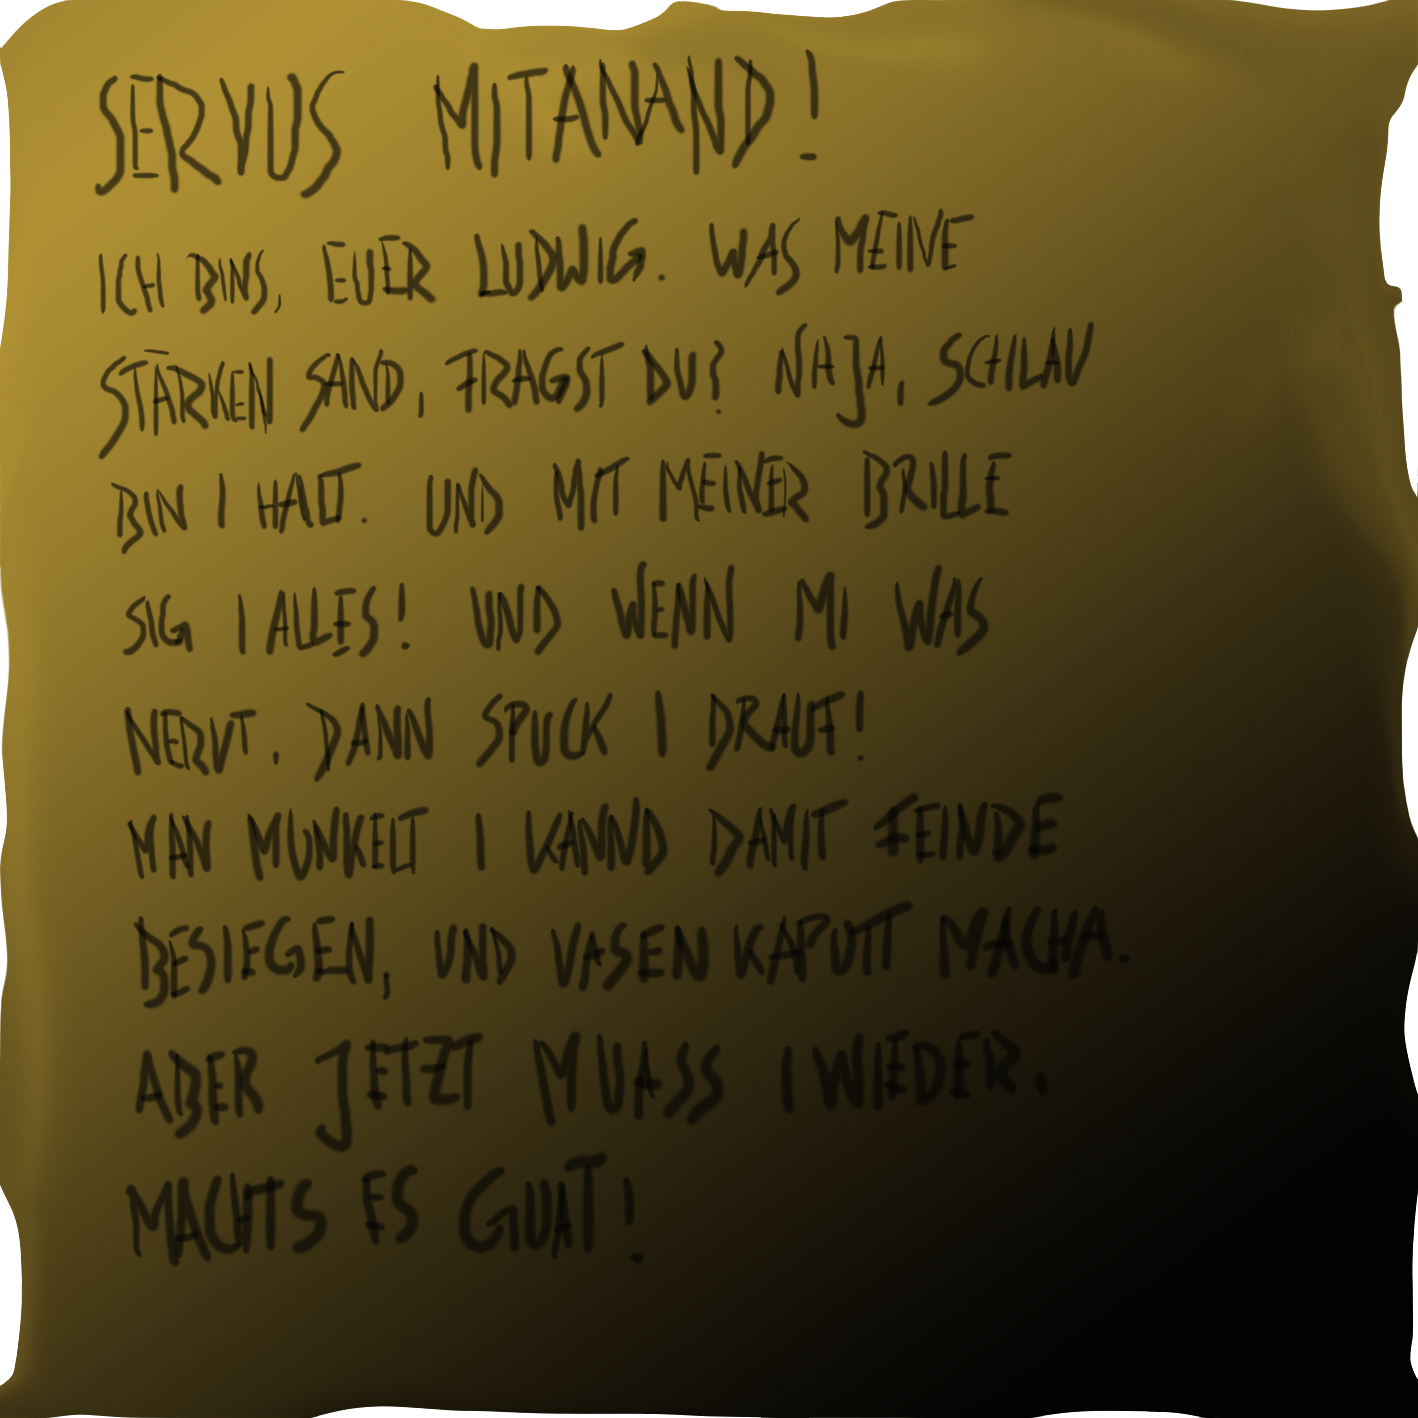 SERVUS MITANAND!
ICH BINS, EUER LUDWIG. WAS MEINE
STÄRKEN SAND, FRAGST DU? NAJA, SCHLAU
BIN I HALT. UND MIT MEINER BRILLE
SIG I ALLES! UND WENN MI WAS
NERVT. DANN SPUCK I DRAUF!
MAN MUNKELT I KANND DAMIT FEINDE
BESIEGEN, UND VASEN KAPUTT MACHA.
ABER JETZT MUASS I WIEDER.
MACHTS ES GUAT!